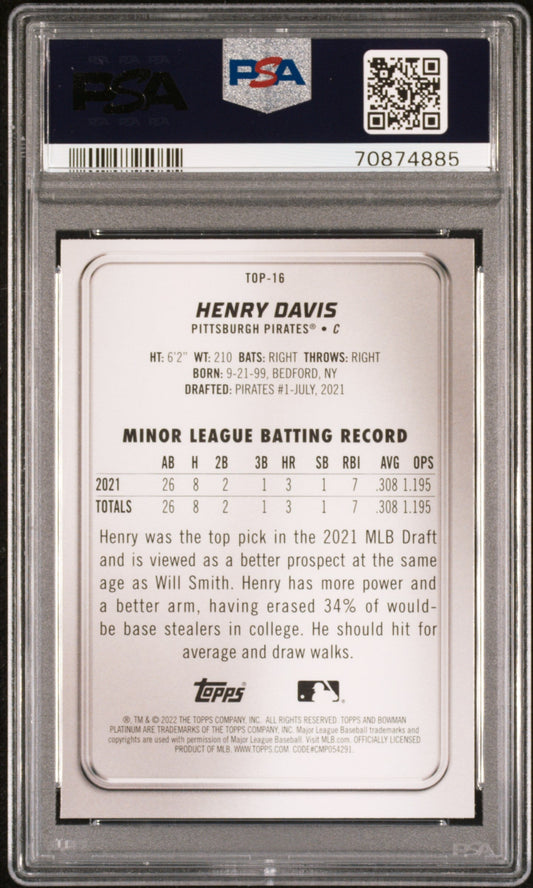 PSA
PSA
70874885
TOP-16
HENRY DAVIS
PITTSBURGH PIRATES® • C
HT: 6'2" WT: 210 BATS: RIGHT THROWS: RIGHT
BORN: 9-21-99, BEDFORD, NY
DRAFTED: PIRATES #1-JULY, 2021
MINOR LEAGUE BATTING RECORD
AB H 2B 3B HR SB RBI AVG OPS
2021 26 8 2 1 3 1 7 .308 1.195
TOTALS 26 8 2 1 3 1 7 .308 1.195
Henry was the top pick in the 2021 MLB Draft
and is viewed as a better prospect at the same
age as Will Smith. Henry has more power and
a better arm, having erased 34% of would-
be base stealers in college. He should hit for
average and draw walks.
topps
®, TM & © 2022 THE TOPPS COMPANY, INC. ALL RIGHTS RESERVED. TOPPS AND BOWMAN
PLATINUM ARE TRADEMARKS OF THE TOPPS COMPANY, INC. Major League Baseball trademarks and
copyrights are used with permission of Major League Baseball. Visit MLB.com. OFFICIALLY LICENSED
PRODUCT OF MLB. WWW.TOPPS.COM. CODE#CMP054291.
PSA